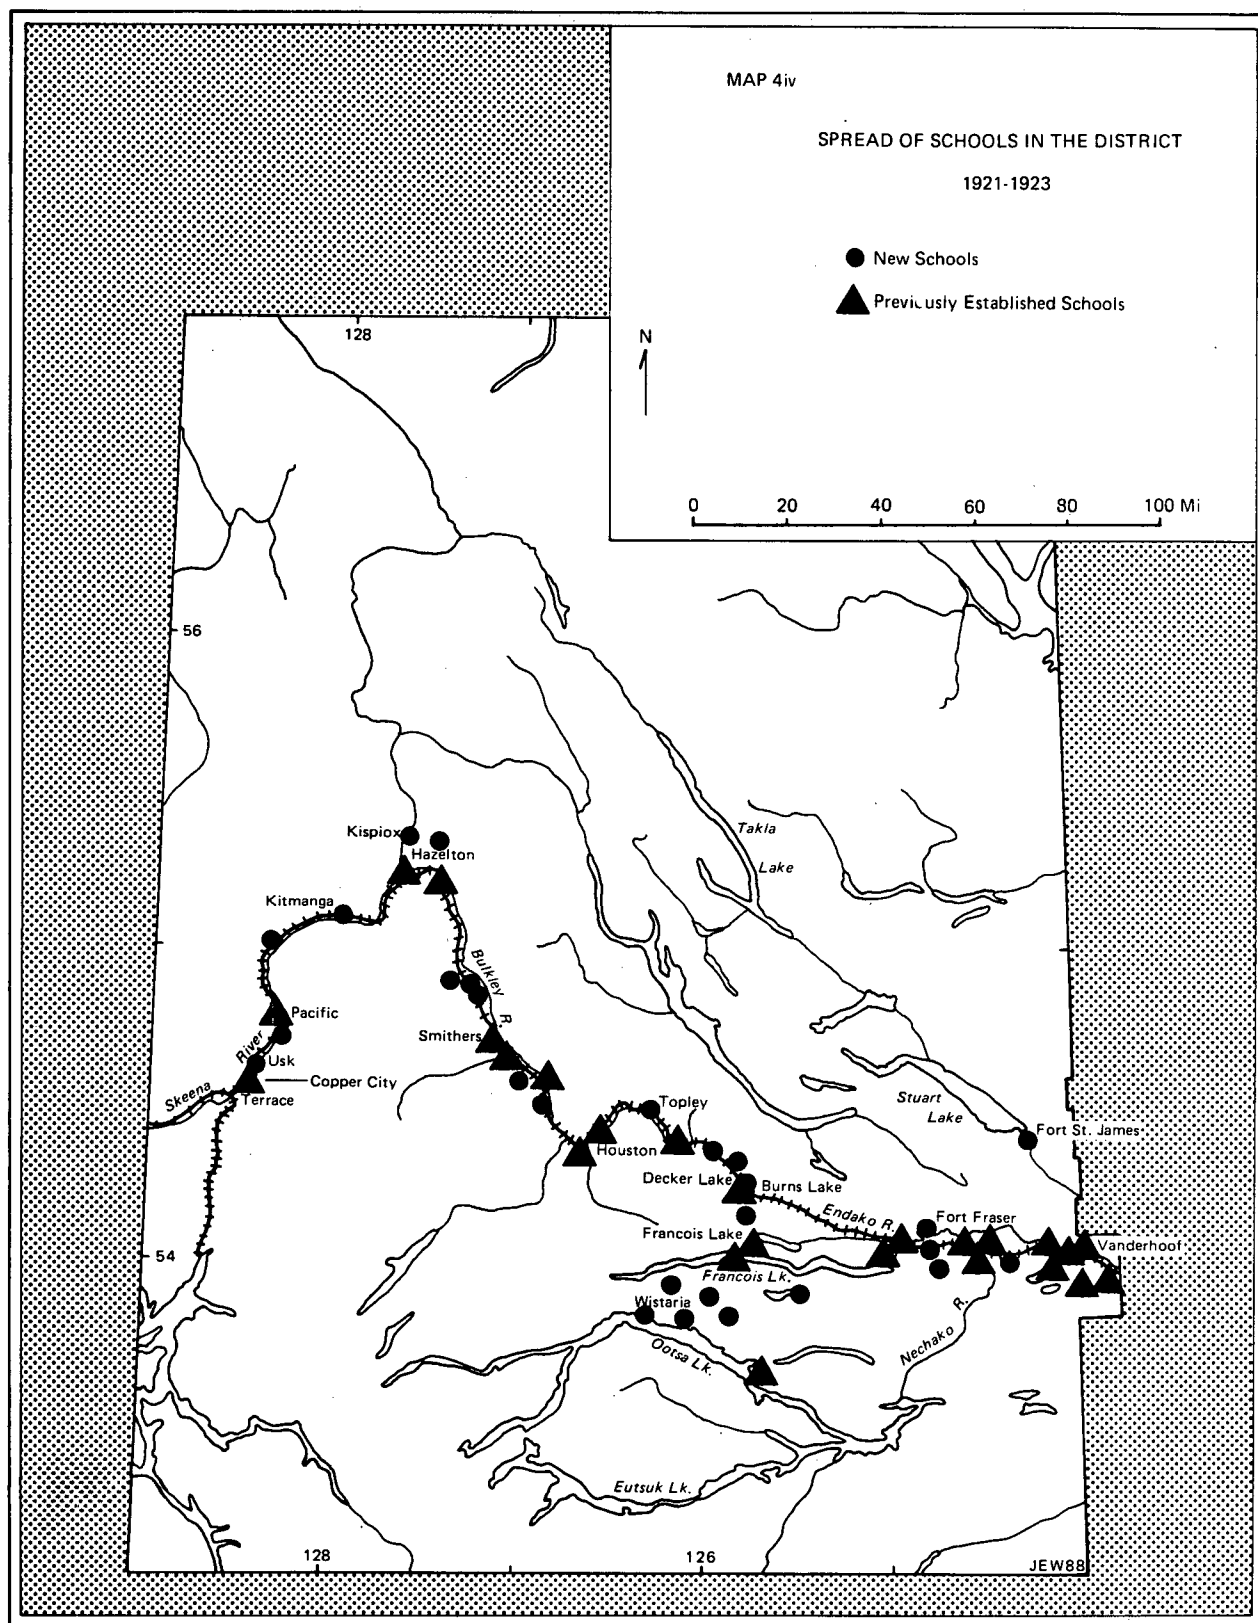 MAP 4iv
SPREAD OF SCHOOLS IN THE DISTRICT
1921-1923
New Schools
Previously Established Schools
N
0 20 40 60 80 100 Mi
128
56
Takla
Lake
Kispiox
Hazelton
Kitmanga
Bulkley R.
Pacific
Smithers
Skeena River
Usk
Copper City
Terrace
Stuart
Lake
Fort St. James
Topley
Houston
Decker Lake
Burns Lake
Endako R.
Fort Fraser
Francois Lake
Vanderhoof
54
Francois Lk.
Wistaria
Nechako R.
Ootsa Lk.
Eutsuk Lk.
128
126
JEW88